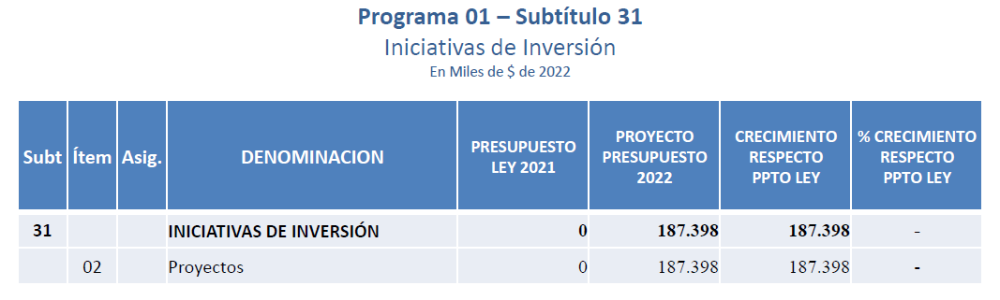 Programa 01 – Subtítulo 31
Iniciativas de Inversión
En Miles de $ de 2022
Subt Ítem Asig. DENOMINACION PRESUPUESTO LEY 2021 PROYECTO PRESUPUESTO 2022 CRECIMIENTO RESPECTO PPTO LEY % CRECIMIENTO RESPECTO PPTO LEY
31 INICIATIVAS DE INVERSIÓN 0 187.398 187.398 -
02 Proyectos 0 187.398 187.398 -